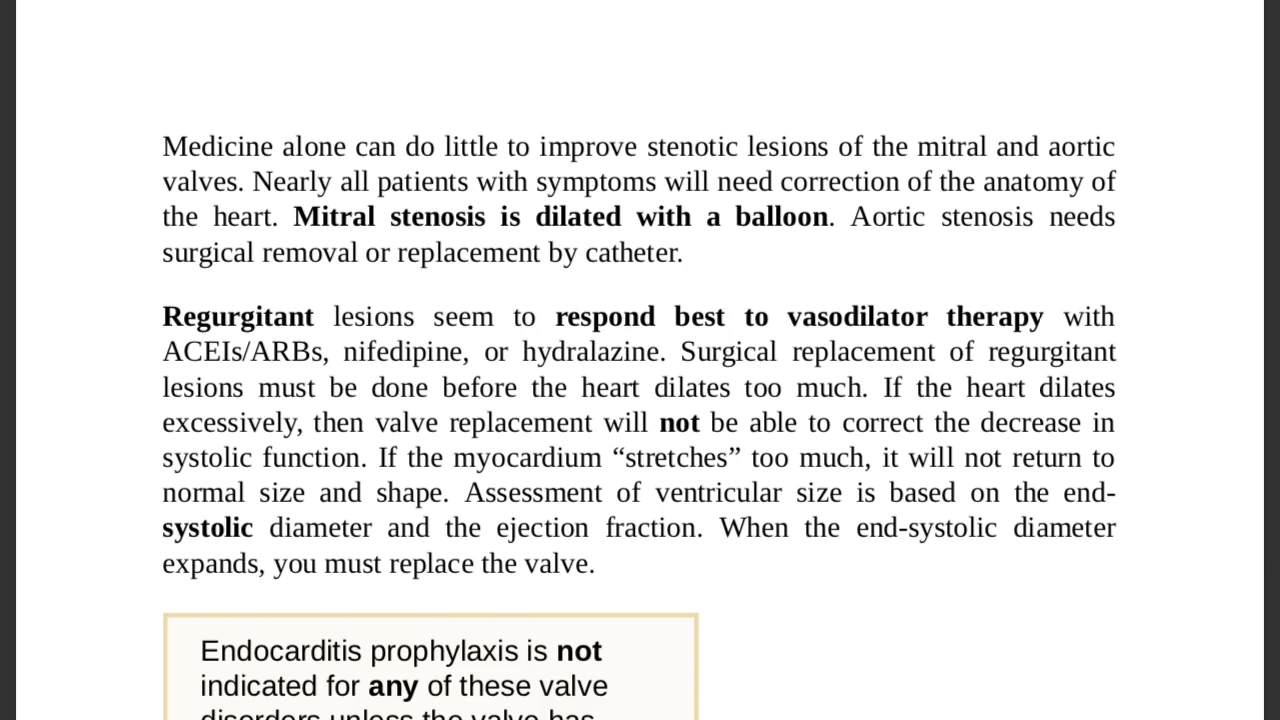 Medicine alone can do little to improve stenotic lesions of the mitral and aortic
valves. Nearly all patients with symptoms will need correction of the anatomy of
the heart. Mitral stenosis is dilated with a balloon. Aortic stenosis needs
surgical removal or replacement by catheter.
Regurgitant lesions seem to respond best to vasodilator therapy with
ACEIs/ARBs, nifedipine, or hydralazine. Surgical replacement of regurgitant
lesions must be done before the heart dilates too much. If the heart dilates
excessively, then valve replacement will not be able to correct the decrease in
systolic function. If the myocardium “stretches” too much, it will not return to
normal size and shape. Assessment of ventricular size is based on the end-
systolic diameter and the ejection fraction. When the end-systolic diameter
expands, you must replace the valve.
Endocarditis prophylaxis is not
indicated for any of these valve
disorders unless the valve has